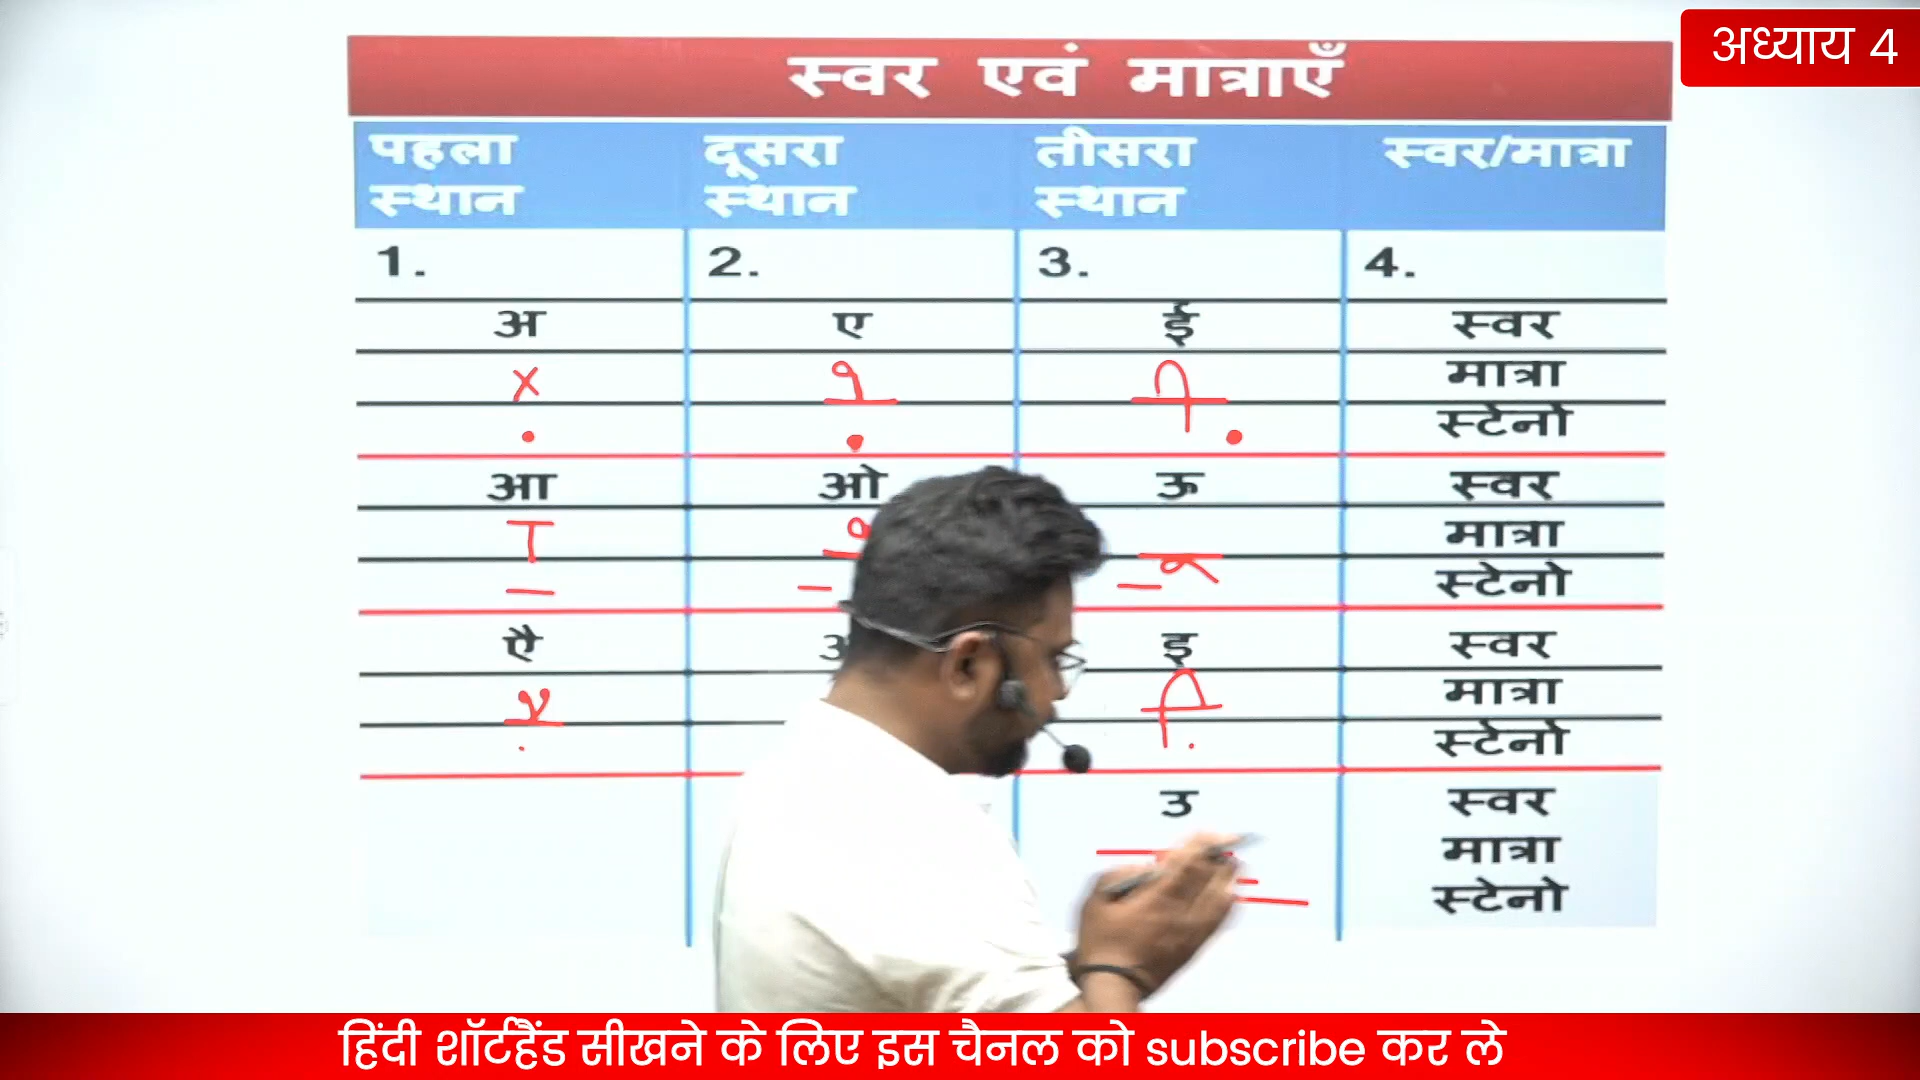 अध्याय 4
स्वर एवं मात्राएँ
पहला स्थान दूसरा स्थान तीसरा स्थान स्वर/मात्रा
1. 2. 3. 4.
अ ए ई स्वर
x े ी मात्रा
. . . स्टेनो
आ ओ ऊ स्वर
ा मात्रा
_ _ _ ू स्टेनो
ऐ इ स्वर
ै ि मात्रा
. . स्टेनो
उ स्वर
मात्रा
स्टेनो
हिंदी शॉर्टहैंड सीखने के लिए इस चैनल को subscribe कर ले